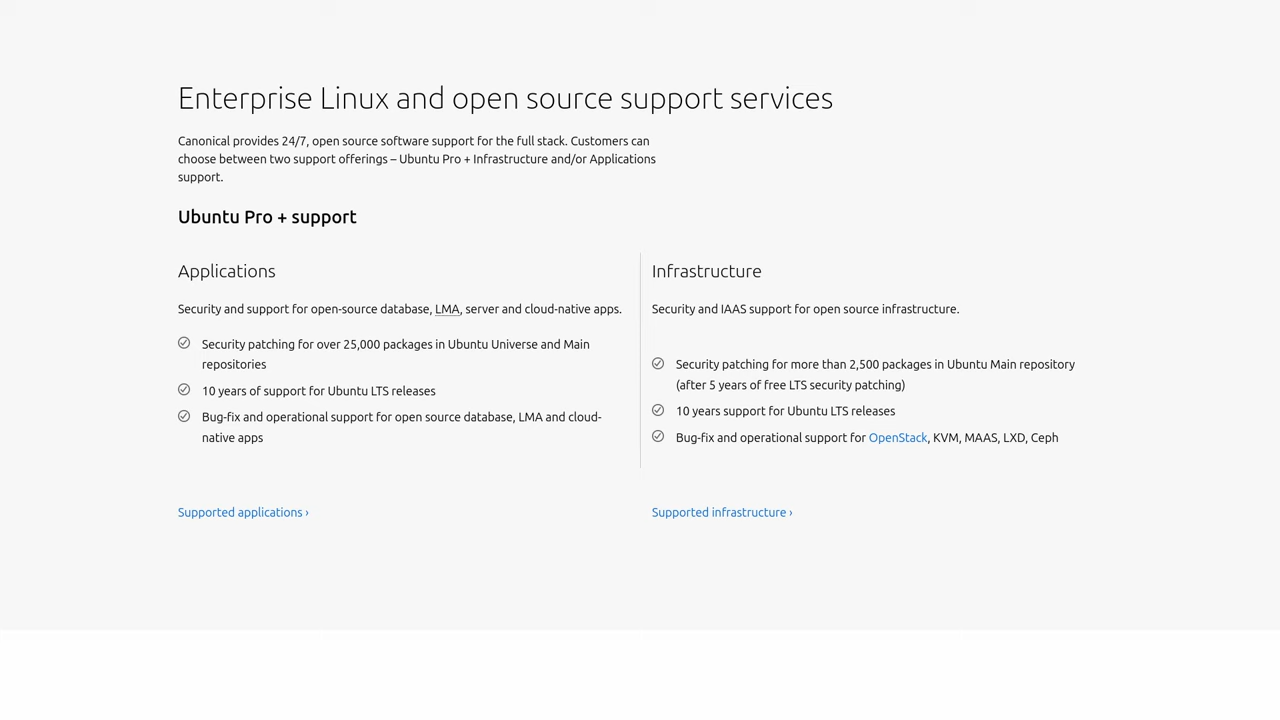 Enterprise Linux and open source support services
Canonical provides 24/7, open source software support for the full stack. Customers can
choose between two support offerings – Ubuntu Pro + Infrastructure and/or Applications
support.
Ubuntu Pro + support
Applications
Security and support for open-source database, LMA, server and cloud-native apps.
Security patching for over 25,000 packages in Ubuntu Universe and Main
repositories
10 years of support for Ubuntu LTS releases
Bug-fix and operational support for open source database, LMA and cloud-
native apps
Supported applications ›
Infrastructure
Security and IAAS support for open source infrastructure.
Security patching for more than 2,500 packages in Ubuntu Main repository
(after 5 years of free LTS security patching)
10 years support for Ubuntu LTS releases
Bug-fix and operational support for OpenStack, KVM, MAAS, LXD, Ceph
Supported infrastructure ›